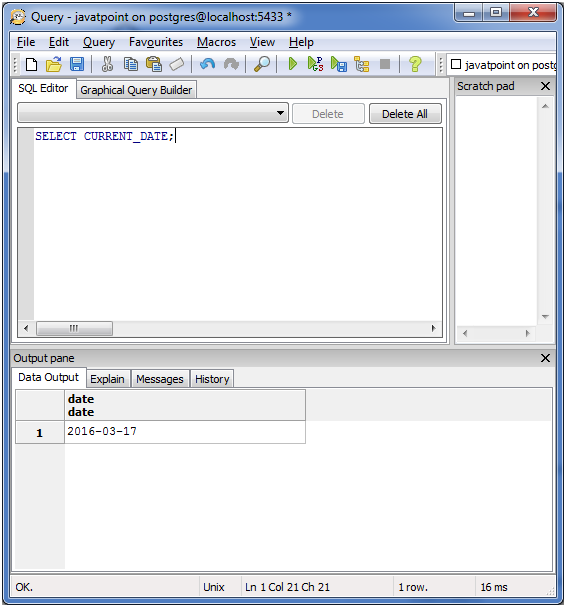 Query - javatpoint on postgres@localhost:5433 *
File Edit Query Favourites Macros View Help
javatpoint on postg
SQL Editor
Graphical Query Builder
Scratch pad
Delete
Delete All
SELECT CURRENT_DATE;
Output pane
Data Output
Explain
Messages
History
date
date
1
2016-03-17
OK.
Unix
Ln 1 Col 21 Ch 21
1 row.
16 ms